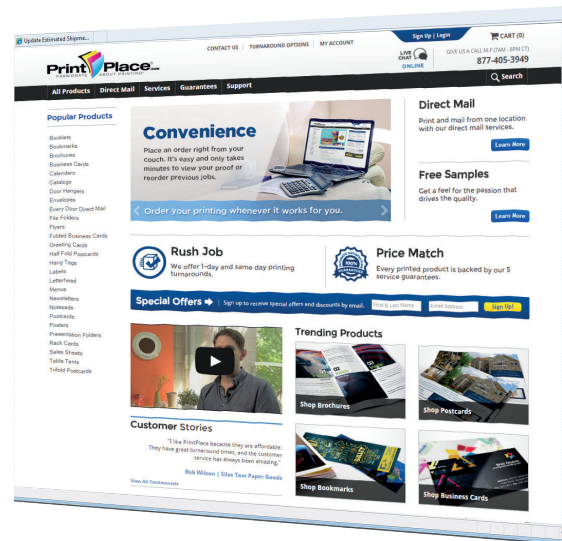 Update Estimated Shipme...
CONTACT US | TURNAROUND OPTIONS | MY ACCOUNT
Sign Up | Login
CART (0)
LIVE
CHAT
ONLINE
GIVE US A CALL M-F (7AM - 8PM CT)
877-405-3949
PrintPlace.com
PASSIONATE ABOUT PRINTING
All Products Direct Mail Services Guarantees Support
Search
Popular Products
Booklets
Bookmarks
Brochures
Business Cards
Calendars
Catalogs
Door Hangers
Envelopes
Every Door Direct Mail
File Folders
Flyers
Folded Business Cards
Greeting Cards
Half Fold Postcards
Hang Tags
Labels
Letterhead
Menus
Newsletters
Notepads
Postcards
Posters
Presentation Folders
Rack Cards
Sales Sheets
Table Tents
Trifold Postcards
Convenience
Place an order right from your
couch. It's easy and only takes
minutes to view your proof or
reorder previous jobs.
Order your printing whenever it works for you.
Direct Mail
Print and mail from one location
with our direct mail services.
Learn More
Free Samples
Get a feel for the passion that
drives the quality.
Learn More
Rush Job
We offer 1-day and same day printing
turnarounds.
100%
GUARANTEED
Price Match
Every printed product is backed by our 5
service guarantees.
Special Offers
Sign up to receive special offers and discounts by email.
First & Last Name
Email Address
Sign Up!
Customer Stories
"I like PrintPlace because they are affordable.
They have great turnaround times, and the customer
service has always been amazing."
Rob Wilson | Silas Tom Paper Goods
View All Testimonials
Trending Products
Shop Brochures
Shop Postcards
Shop Bookmarks
Shop Business Cards